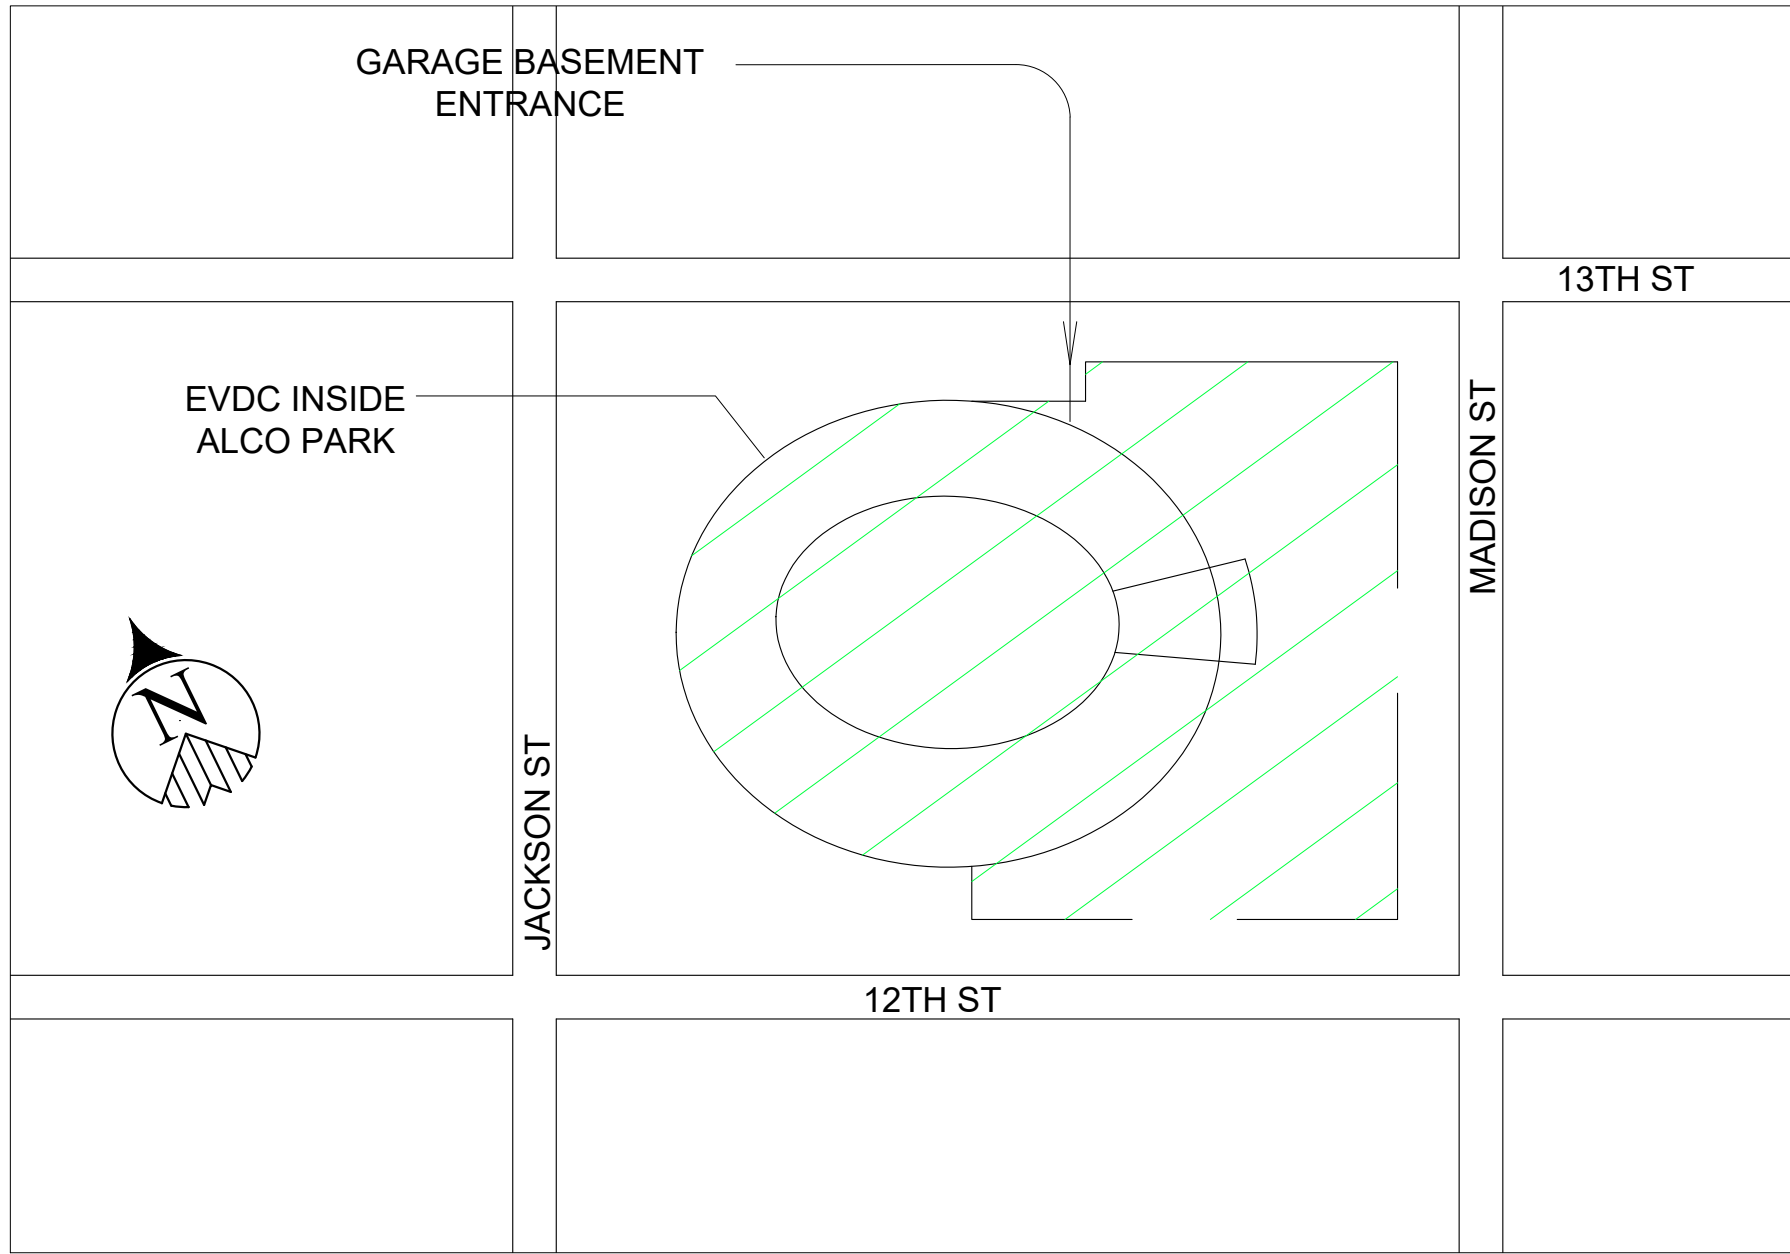 GARAGE BASEMENT
ENTRANCE
13TH ST
EVDC INSIDE
ALCO PARK
MADISON ST
N
JACKSON ST
12TH ST